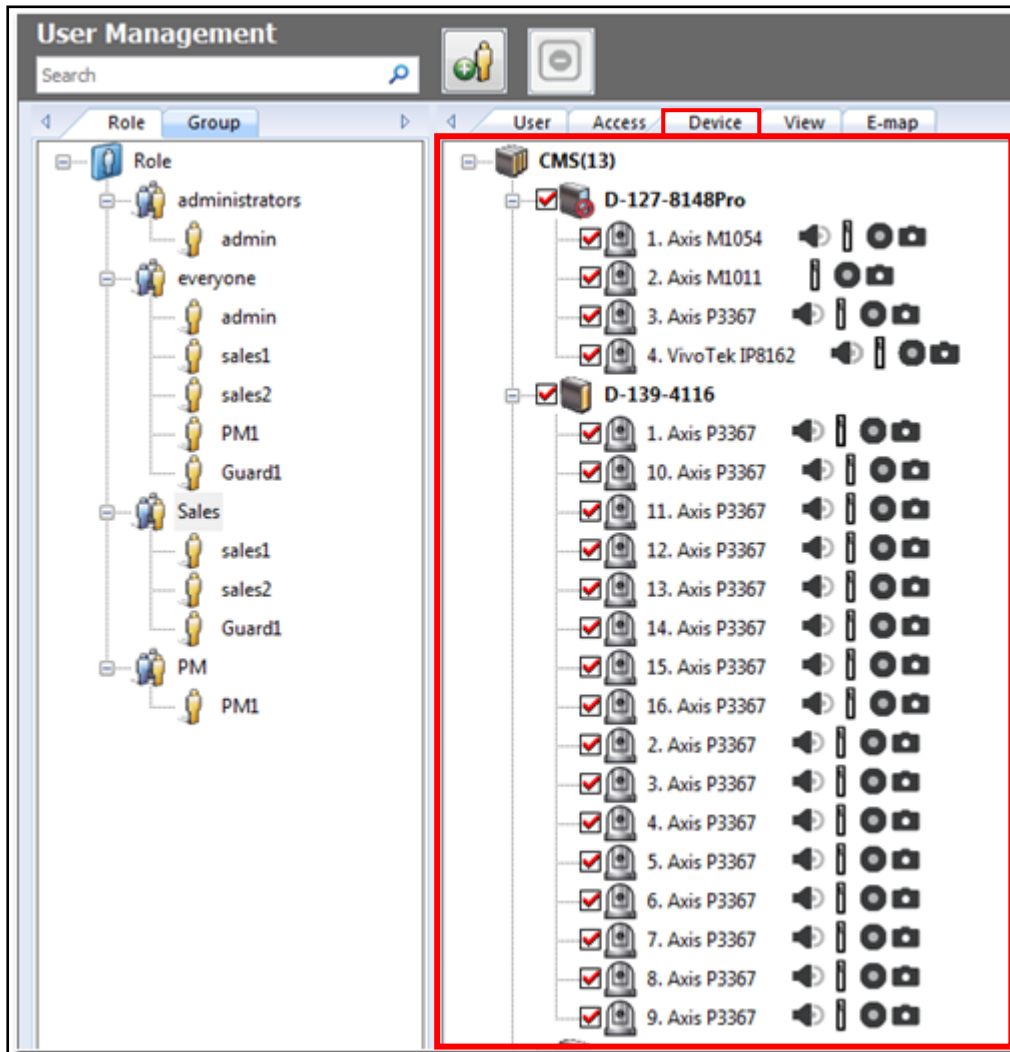 User Management
Search
Role Group
User Access Device View E-map
Role
administrators
admin
everyone
admin
sales1
sales2
PM1
Guard1
Sales
sales1
sales2
Guard1
PM
PM1
CMS(13)
D-127-8148Pro
1. Axis M1054
2. Axis M1011
3. Axis P3367
4. VivoTek IP8162
D-139-4116
1. Axis P3367
10. Axis P3367
11. Axis P3367
12. Axis P3367
13. Axis P3367
14. Axis P3367
15. Axis P3367
16. Axis P3367
2. Axis P3367
3. Axis P3367
4. Axis P3367
5. Axis P3367
6. Axis P3367
7. Axis P3367
8. Axis P3367
9. Axis P3367